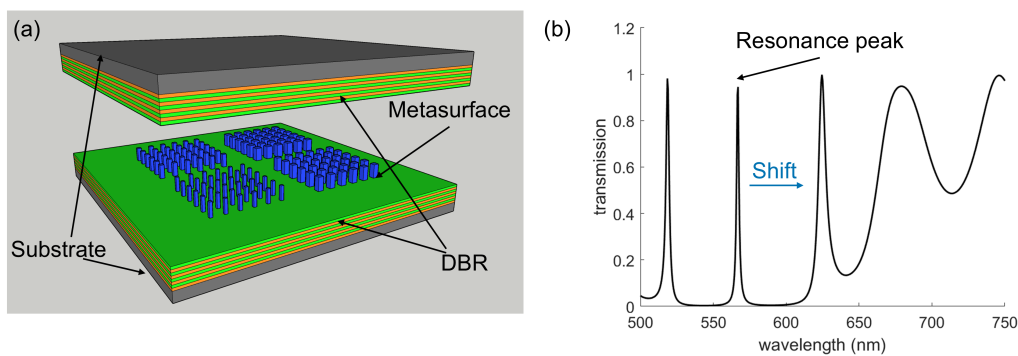 (a)
Metasurface
Substrate
DBR
(b)
Resonance peak
Shift
transmission
1.2
1
0.8
0.6
0.4
0.2
0
500
550
600
650
700
750
wavelength (nm)